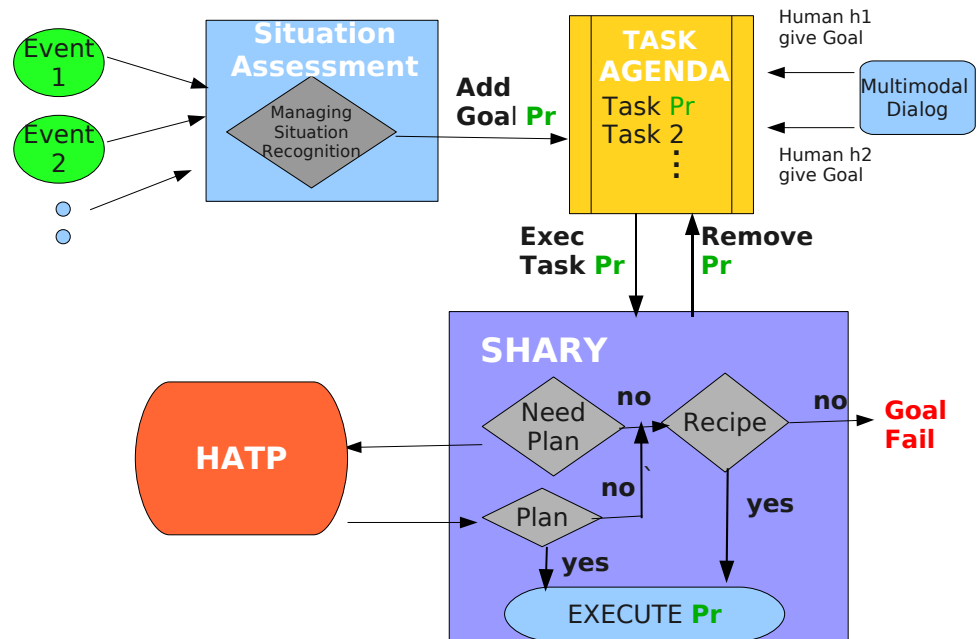 Event
1
Event
2
Situation
Assessment
Managing
Situation
Recognition
Add
Goal Pr
TASK
AGENDA
Task Pr
Task 2
Human h1
give Goal
Multimodal
Dialog
Human h2
give Goal
Exec
Task Pr
Remove
Pr
SHARY
Need
Plan
no
Recipe
no
Goal
Fail
HATP
Plan
no `
yes
yes
EXECUTE Pr